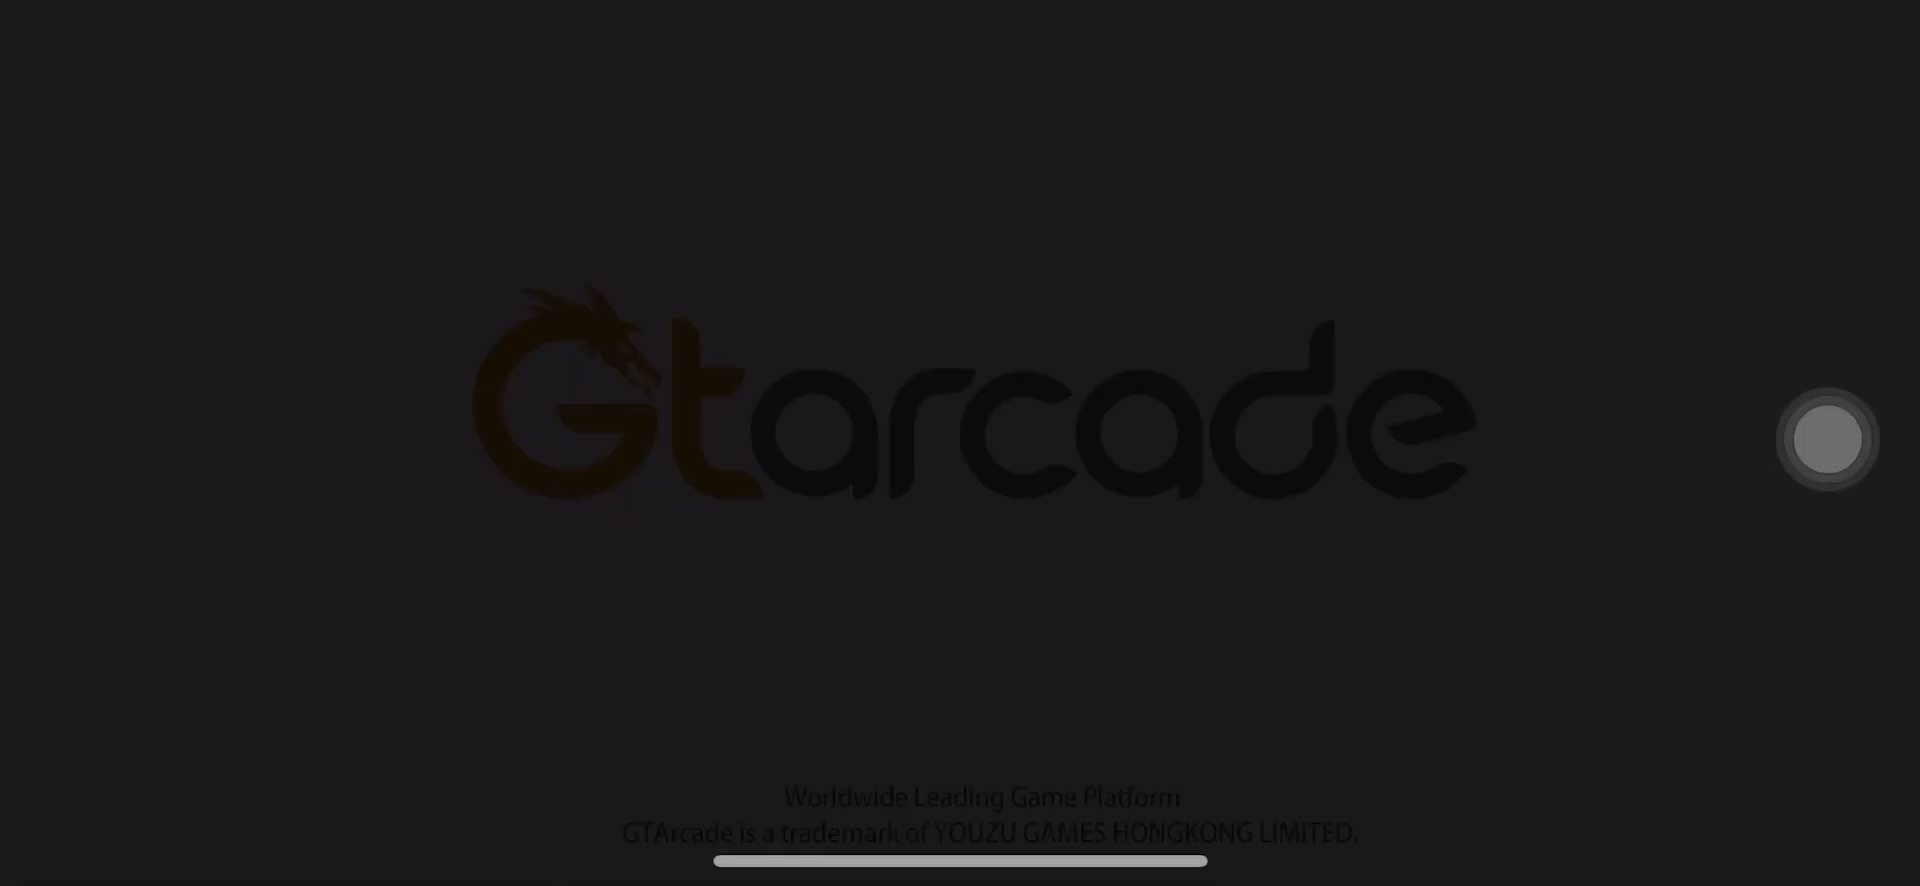 Gtarcade
Worldwide Leading Game Platform
GTArcade is a trademark of YOUZU GAMES HONGKONG LIMITED.